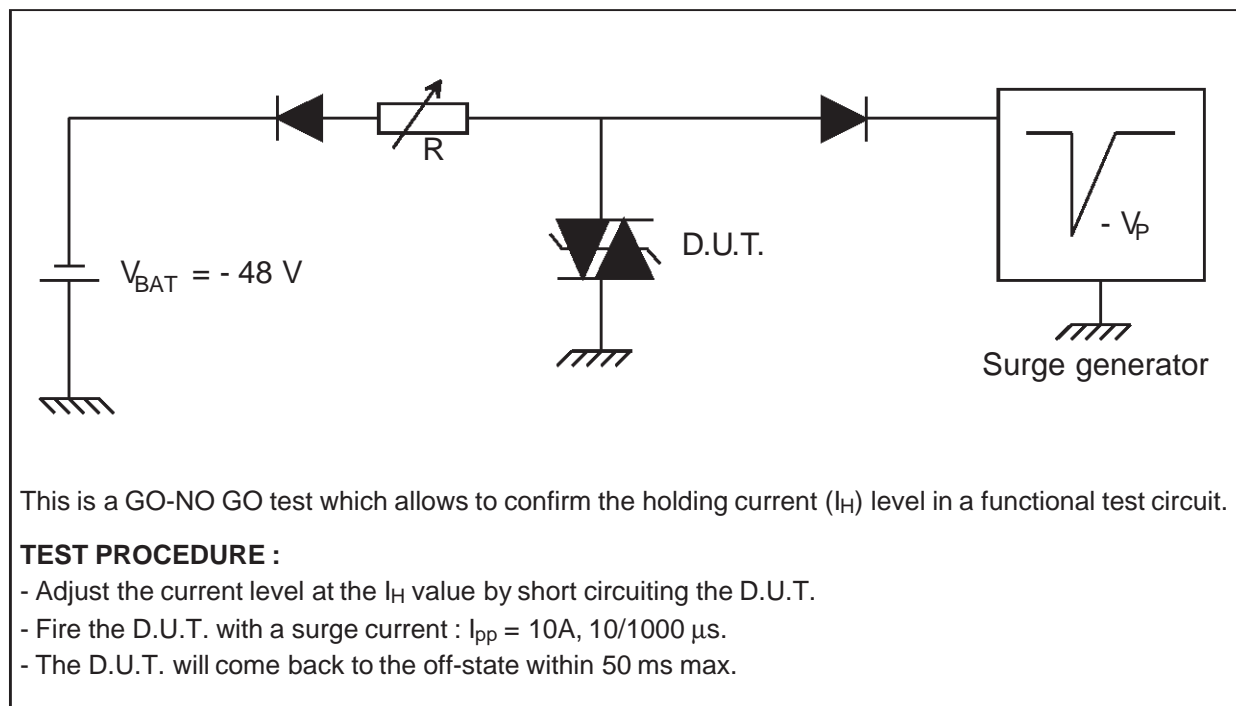 R
D.U.T.
- VP
VBAT = - 48 V
Surge generator
This is a GO-NO GO test which allows to confirm the holding current (IH) level in a functional test circuit.
TEST PROCEDURE :
- Adjust the current level at the IH value by short circuiting the D.U.T.
- Fire the D.U.T. with a surge current : Ipp = 10A, 10/1000 μs.
- The D.U.T. will come back to the off-state within 50 ms max.